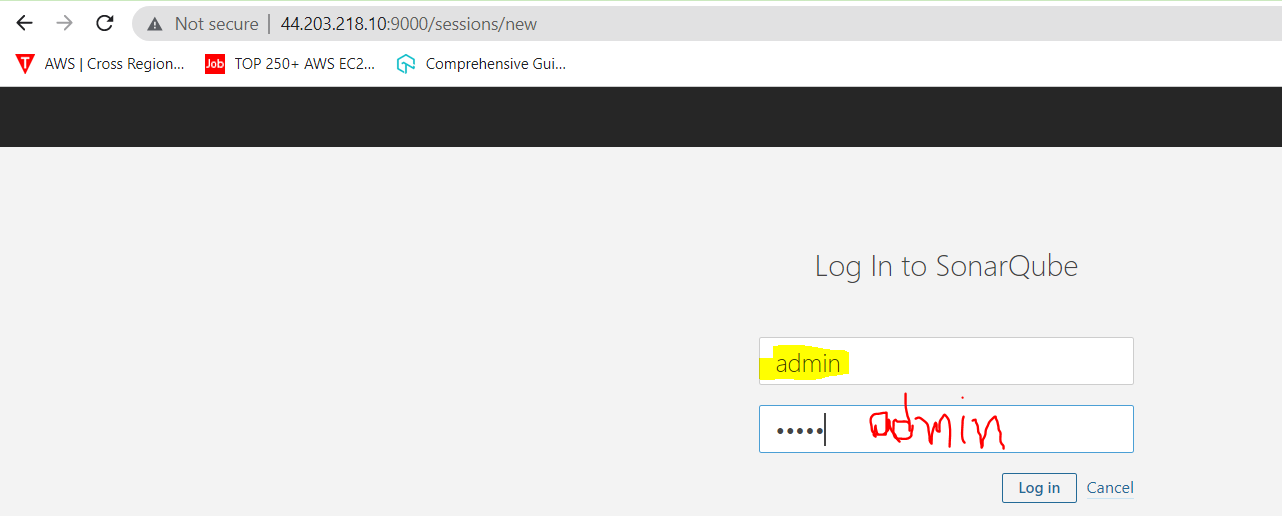 Not secure | 44.203.218.10:9000/sessions/new
T AWS | Cross Region... Job TOP 250+ AWS EC2... Comprehensive Gui...
Log In to SonarQube
admin
••••• admin
Log in Cancel